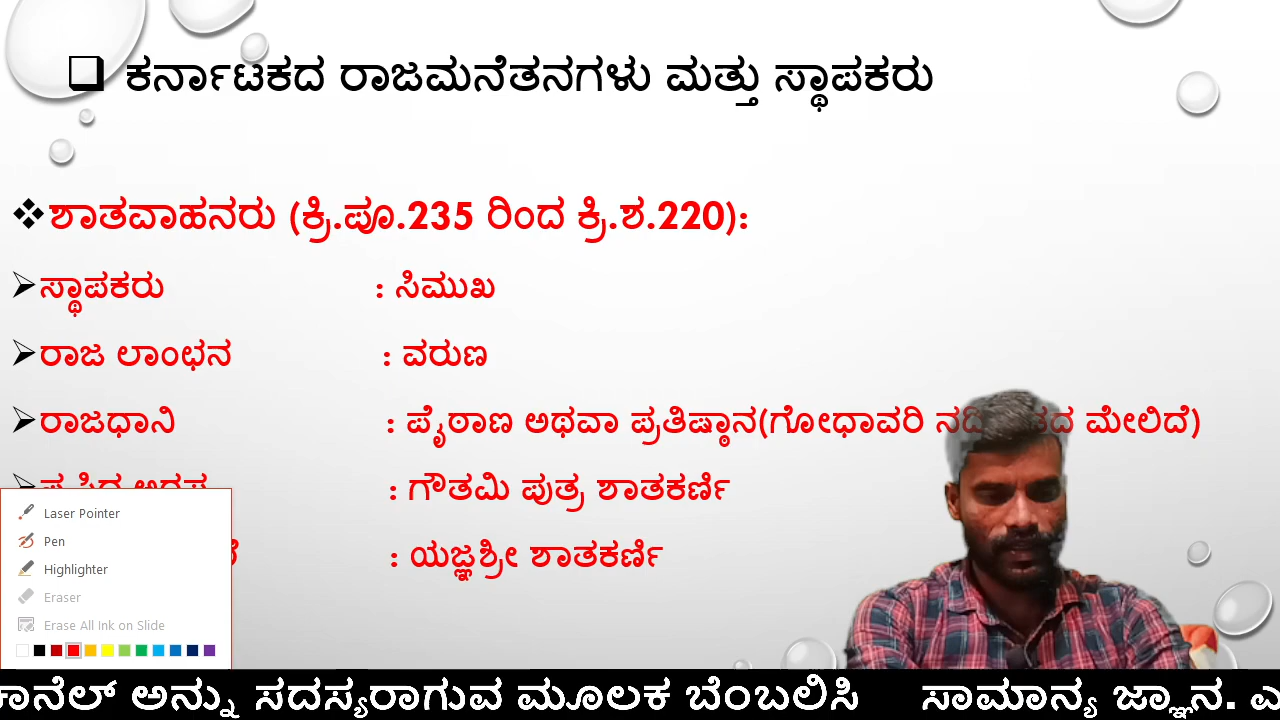 ಕರ್ನಾಟಕದ ರಾಜಮನೆತನಗಳು ಮತ್ತು ಸ್ಥಾಪಕರು
ಶಾತವಾಹನರು (ಕ್ರಿ.ಪೂ.235 ರಿಂದ ಕ್ರಿ.ಶ.220):
ಸ್ಥಾಪಕರು : ಸಿಮುಖ
ರಾಜ ಲಾಂಛನ : ವರುಣ
ರಾಜಧಾನಿ : ಪೈಠಾಣ ಅಥವಾ ಪ್ರತಿಷ್ಠಾನ(ಗೋಧಾವರಿ ಮೇಲಿದೆ)
: ಗೌತಮಿ ಪುತ್ರ ಶಾತಕರ್ಣಿ
: ಯಜ್ಞಶ್ರೀ ಶಾತಕರ್ಣಿ
Laser Pointer
Pen
Highlighter
Eraser
Erase All Ink on Slide
ಅನ್ನು ಸದಸ್ಯರಾಗುವ ಮೂಲಕ ಬೆಂಬಲಿಸಿ ಸಾಮಾನ್ಯ ಜ್ಞಾನ.